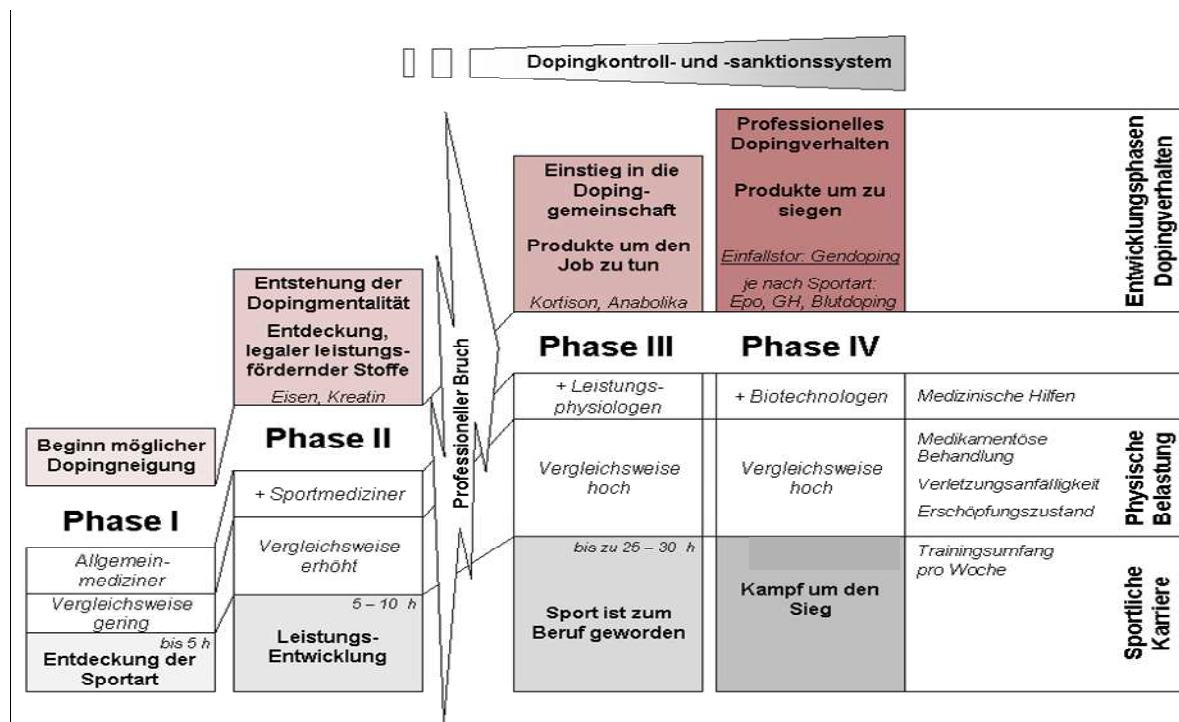 Dopingkontroll- und -sanktionssystem
Beginn möglicher
Dopingneigung
Phase I
Allgemein-
mediziner
Vergleichsweise
gering
bis 5 h
Entdeckung der
Sportart
Entstehung der
Dopingmentalität
Entdeckung,
legaler leistungs-
fördernder Stoffe
Eisen, Kreatin
Phase II
+ Sportmediziner
Vergleichsweise
erhöht
5 – 10 h
Leistungs-
Entwicklung
Professioneller Bruch
Einstieg in die
Doping-
gemeinschaft
Produkte um den
Job zu tun
Kortison, Anabolika
Phase III
+ Leistungs-
physiologen
Vergleichsweise
hoch
bis zu 25 – 30 h
Sport ist zum
Beruf geworden
Professionelles
Dopingverhalten
Produkte um zu
siegen
Einfallstor: Gendoping
je nach Sportart:
Epo, GH, Blutdoping
Phase IV
+ Biotechnologen
Vergleichsweise
hoch
Kampf um den
Sieg
Medizinische Hilfen
Medikamentöse
Behandlung
Verletzungsanfälligkeit
Erschöpfungszustand
Trainingsumfang
pro Woche
Entwicklungsphasen
Dopingverhalten
Physische
Belastung
Sportliche
Karriere